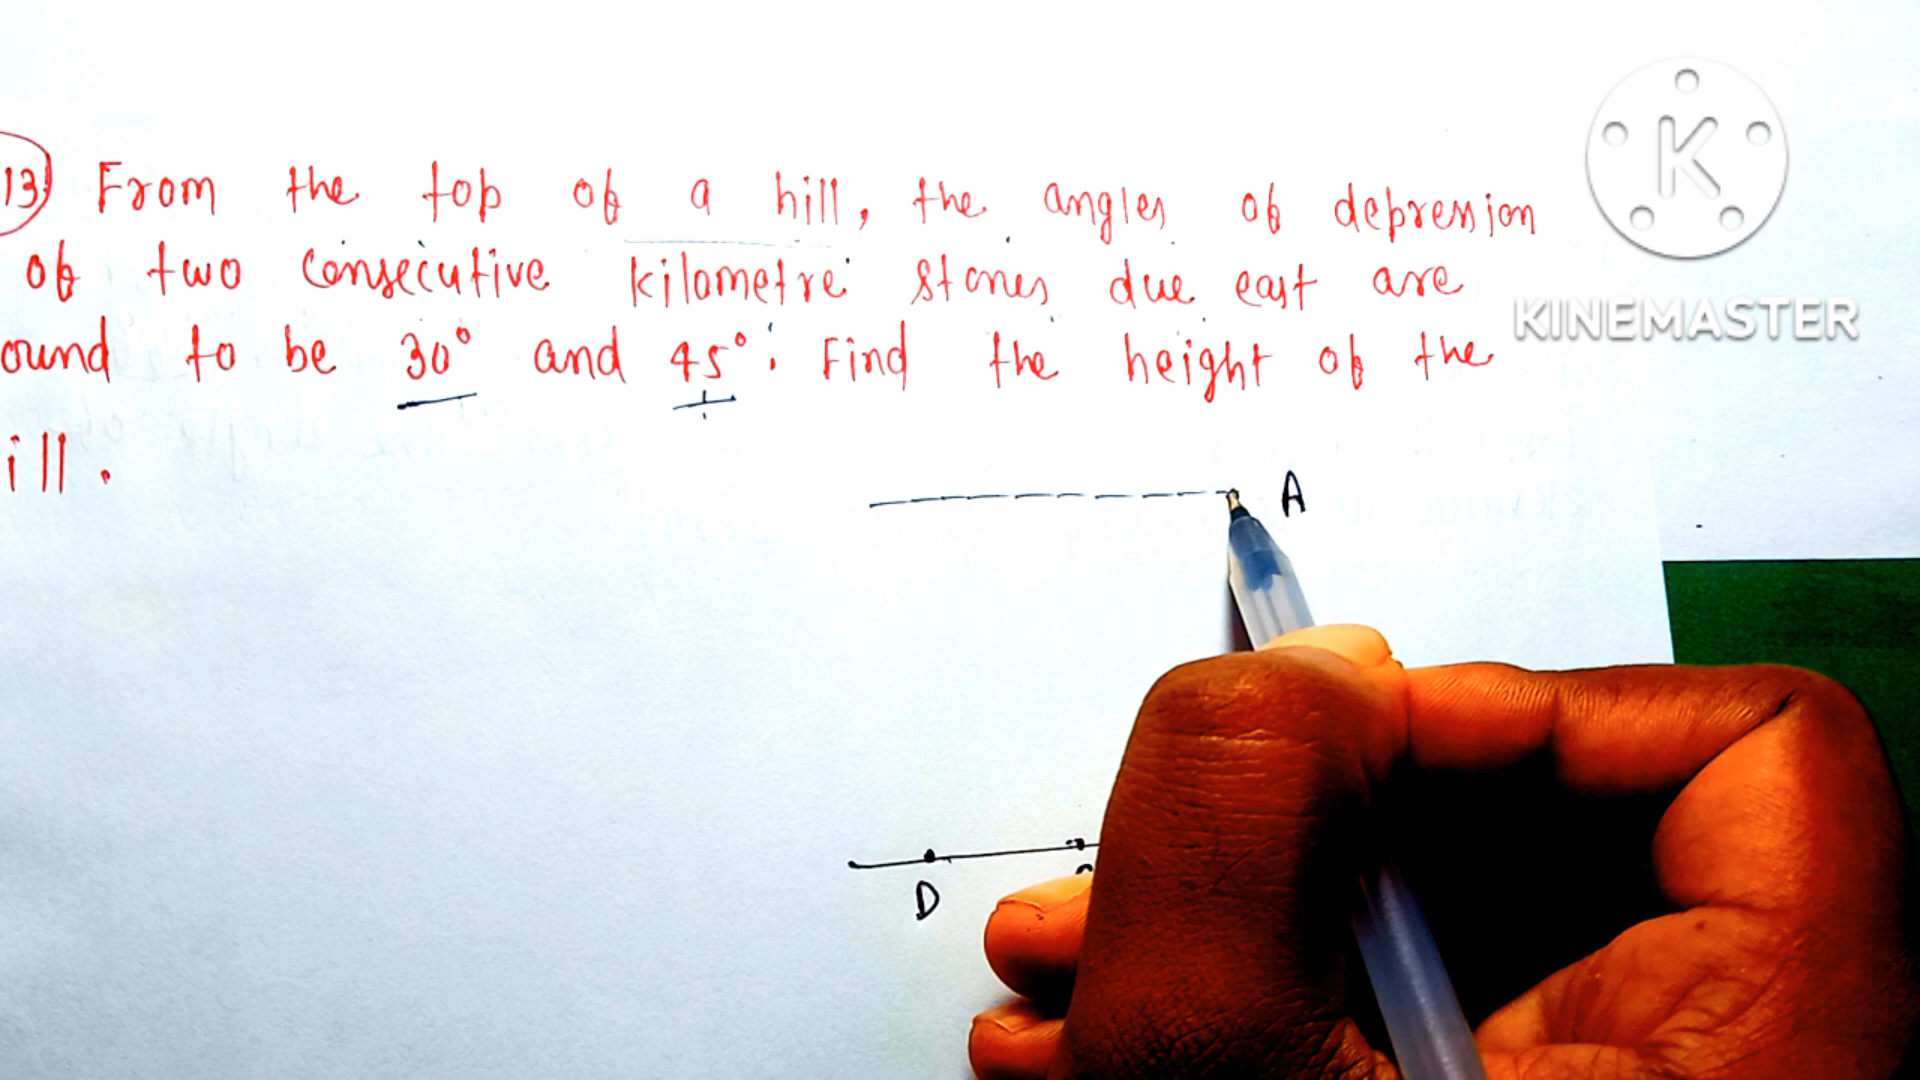 13) From the top of a hill, the angles of depression
of two consecutive kilometre stones due east are
ound to be 30° and 45°. Find the height of the
ill.
A
D
K
KINEMASTER